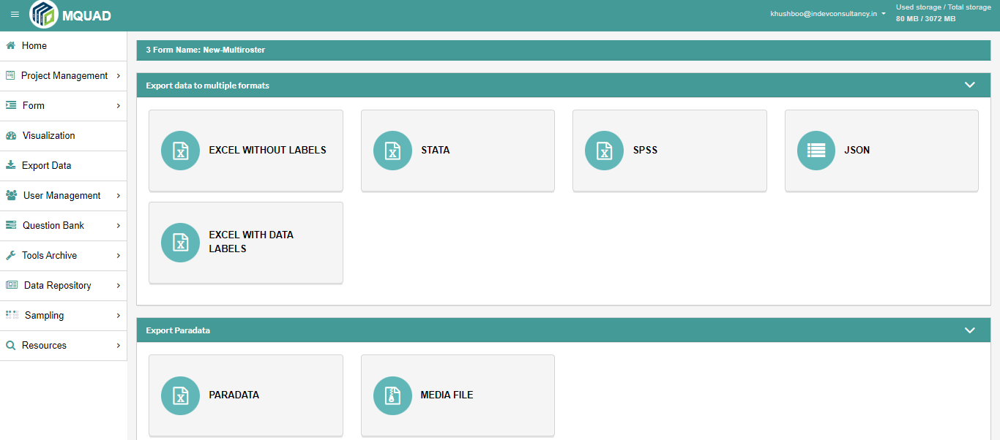 MQUAD
khushboo@indevconsultancy.in
Used storage / Total storage
80 MB / 3072 MB
Home
Project Management
Form
Visualization
Export Data
User Management
Question Bank
Tools Archive
Data Repository
Sampling
Resources
3 Form Name: New-Multiroster
Export data to multiple formats
EXCEL WITHOUT LABELS
STATA
SPSS
JSON
EXCEL WITH DATA
LABELS
Export Paradata
PARADATA
MEDIA FILE